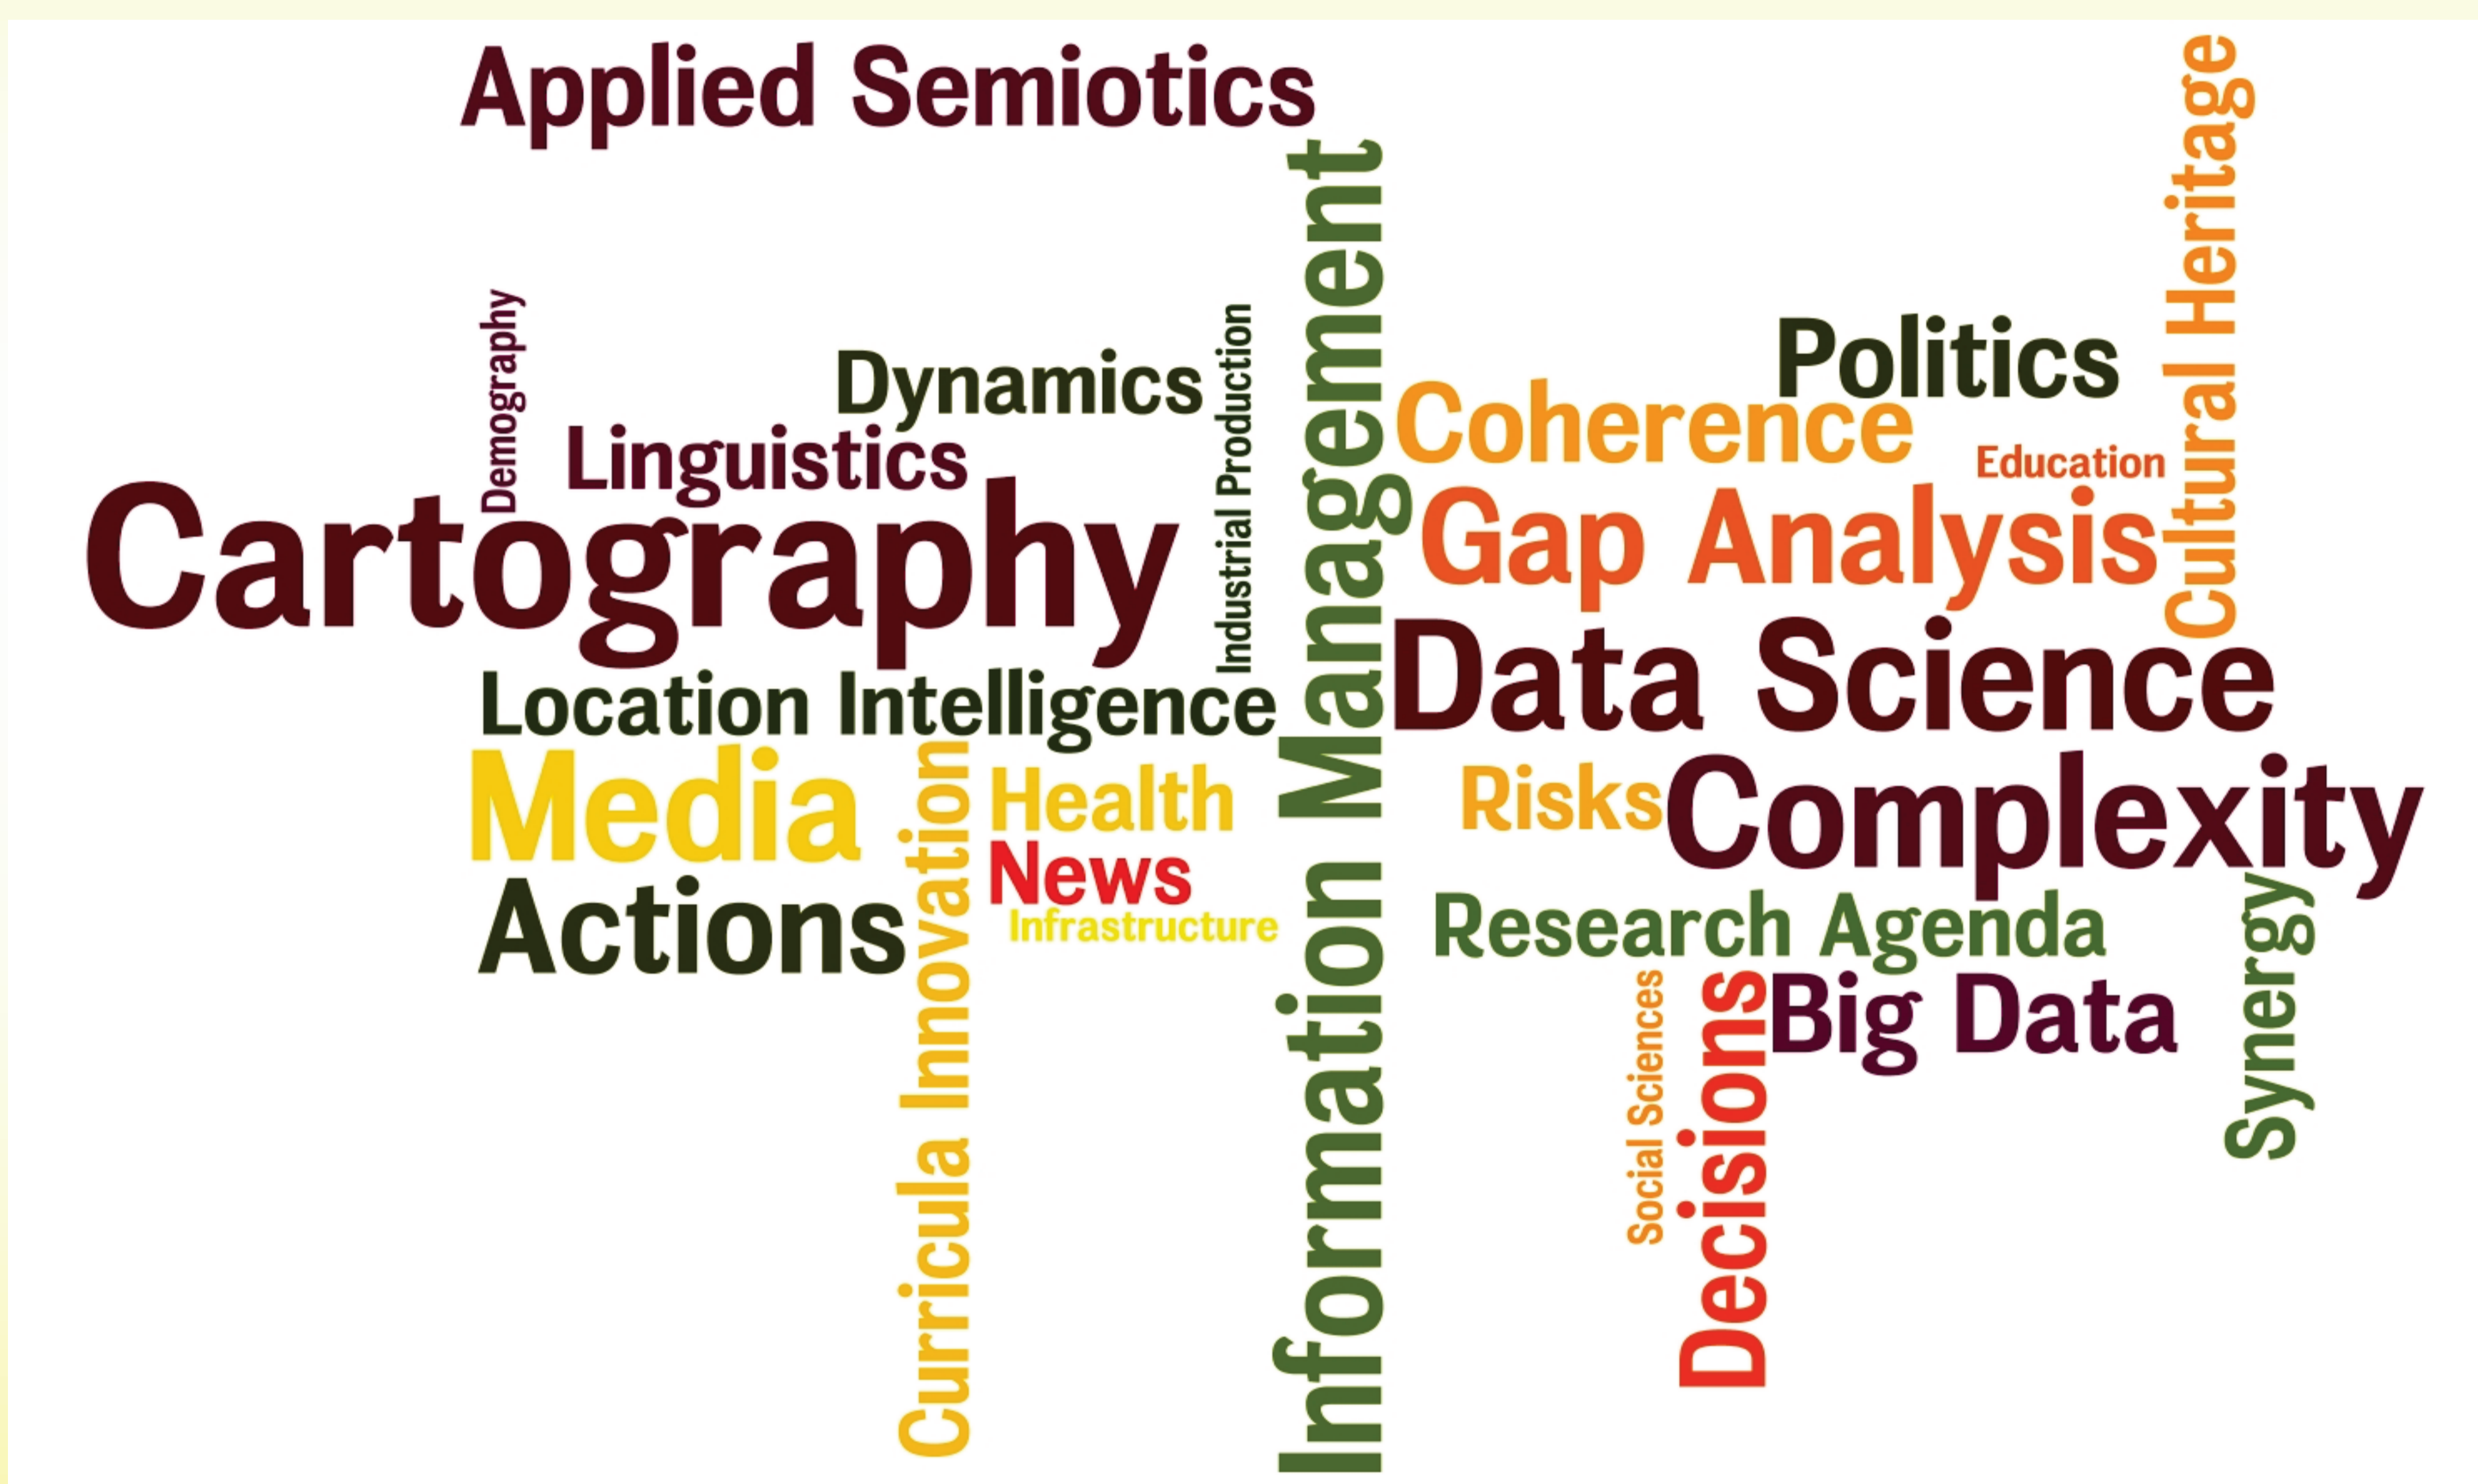 Applied Semiotics
Cultural Heritage
Information Management
Demography
Industrial Production
Politics
Dynamics
Coherence
Linguistics
Education
Cartography
Gap Analysis
Data Science
Location Intelligence
Media
Curricula Innovation
Health
Risks
Complexity
News
Actions
Infrastructure
Research Agenda
Synergy
Social Sciences
Decisions
Big Data